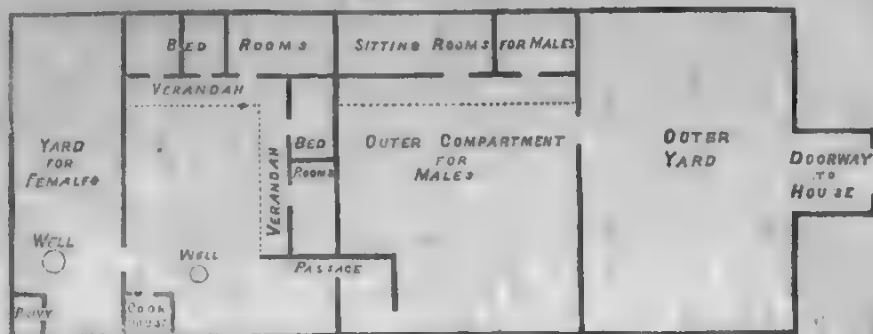 BED ROOMS
SITTING ROOMS FOR MALES
VERANDAH
YARD
FOR
FEMALES
VERANDAH
BED
ROOMS
OUTER COMPARTMENT
FOR
MALES
OUTER
YARD
DOORWAY
TO
HOUSE
WELL
WELL
PASSAGE
PRIVY
COOK
HOUSE